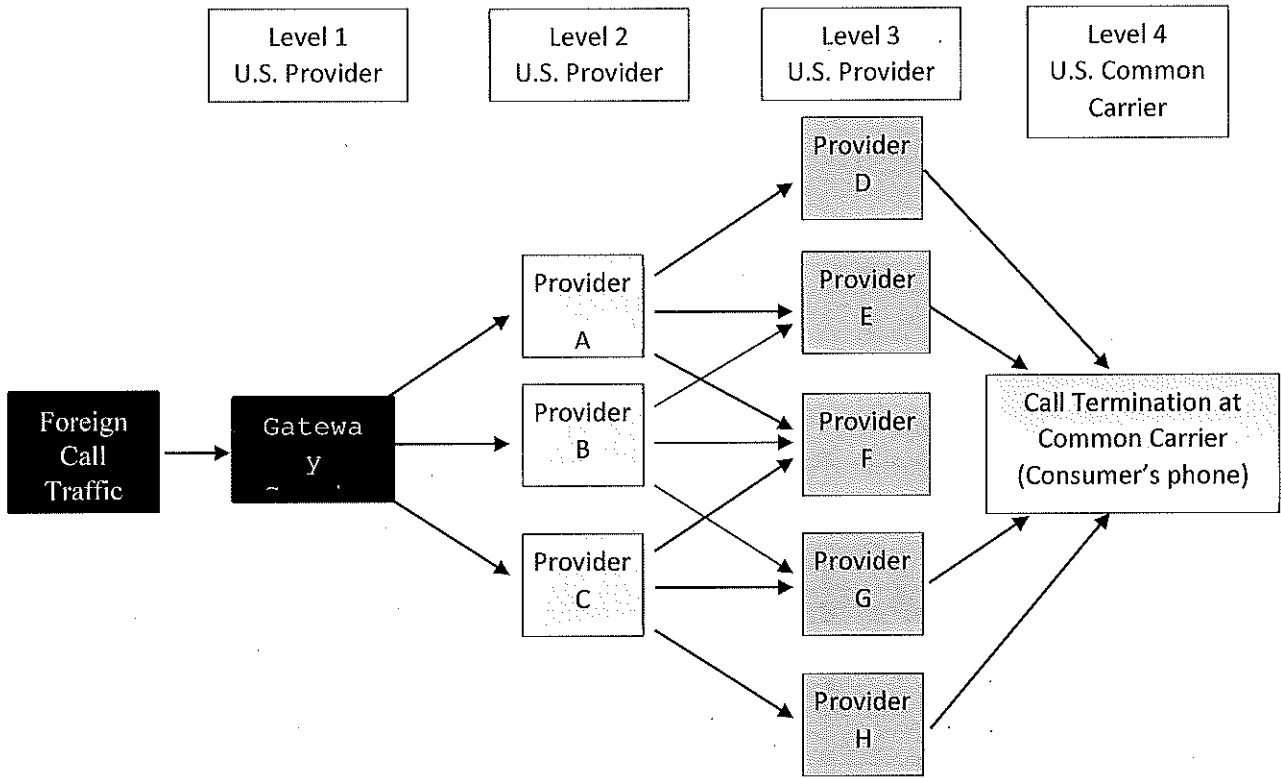 Level 1
U.S. Provider
Level 2
U.S. Provider
Level 3
U.S. Provider
Level 4
U.S. Common
Carrier
Provider
D
Provider
A
Provider
E
Foreign
Call
Traffic
Gatewa
y
Provider
B
Provider
F
Call Termination at
Common Carrier
(Consumer's phone)
Provider
C
Provider
G
Provider
H